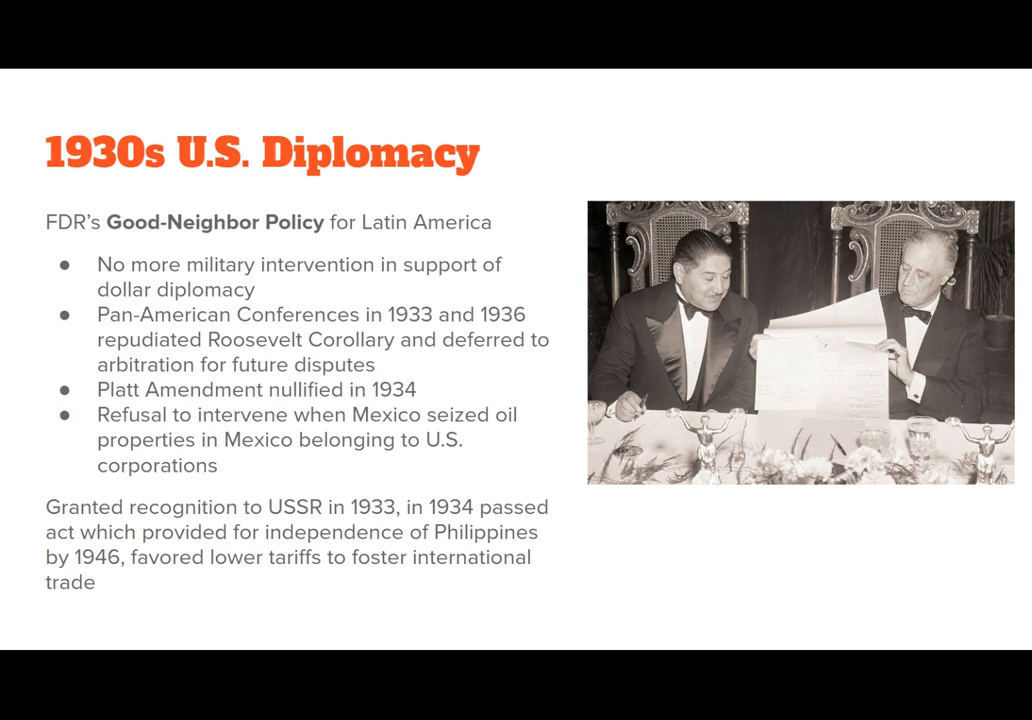 1930s U.S. Diplomacy
FDR's Good-Neighbor Policy for Latin America
● No more military intervention in support of
dollar diplomacy
● Pan-American Conferences in 1933 and 1936
repudiated Roosevelt Corollary and deferred to
arbitration for future disputes
● Platt Amendment nullified in 1934
● Refusal to intervene when Mexico seized oil
properties in Mexico belonging to U.S.
corporations
Granted recognition to USSR in 1933, in 1934 passed
act which provided for independence of Philippines
by 1946, favored lower tariffs to foster international
trade